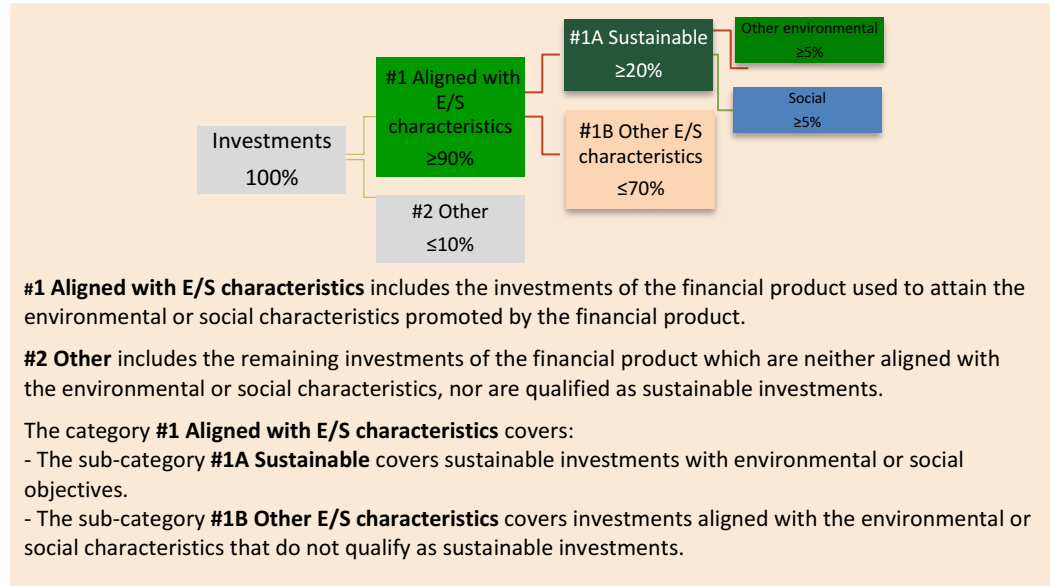 Investments
100%
#1 Aligned with
E/S
characteristics
≥90%
#2 Other
≤10%
#1A Sustainable
≥20%
#1B Other E/S
characteristics
≤70%
Other environmental
≥5%
Social
≥5%
#1 Aligned with E/S characteristics includes the investments of the financial product used to attain the
environmental or social characteristics promoted by the financial product.
#2 Other includes the remaining investments of the financial product which are neither aligned with
the environmental or social characteristics, nor are qualified as sustainable investments.
The category #1 Aligned with E/S characteristics covers:
- The sub-category #1A Sustainable covers sustainable investments with environmental or social
objectives.
- The sub-category #1B Other E/S characteristics covers investments aligned with the environmental or
social characteristics that do not qualify as sustainable investments.